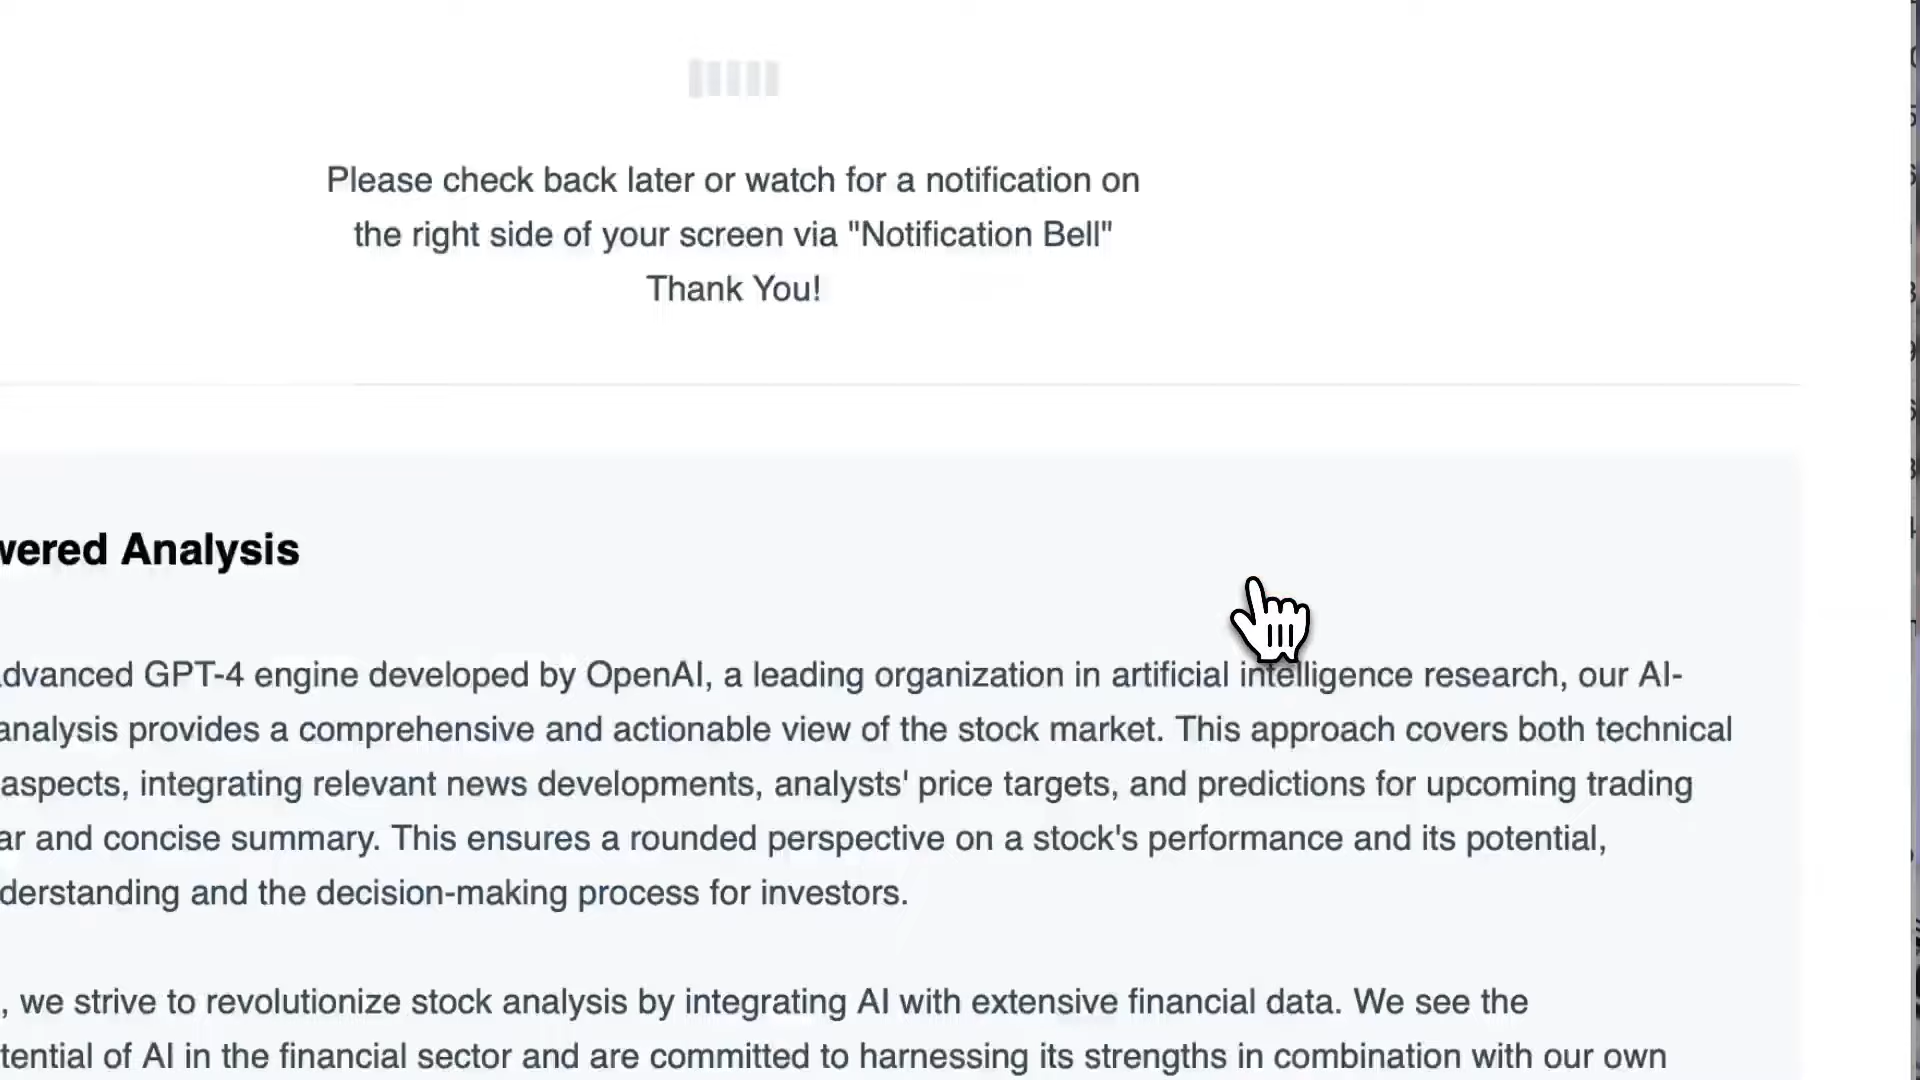 Please check back later or watch for a notification on
the right side of your screen via "Notification Bell"
Thank You!
Analysis
GPT-4 engine developed by OpenAI, a leading organization in artificial intelligence research, our AI-
analysis provides a comprehensive and actionable view of the stock market. This approach covers both technical
aspects, integrating relevant news developments, analysts' price targets, and predictions for upcoming trading
and concise summary. This ensures a rounded perspective on a stock's performance and its potential,
and the decision-making process for investors.
, we strive to revolutionize stock analysis by integrating AI with extensive financial data. We see the
of AI in the financial sector and are committed to harnessing its strengths in combination with our own